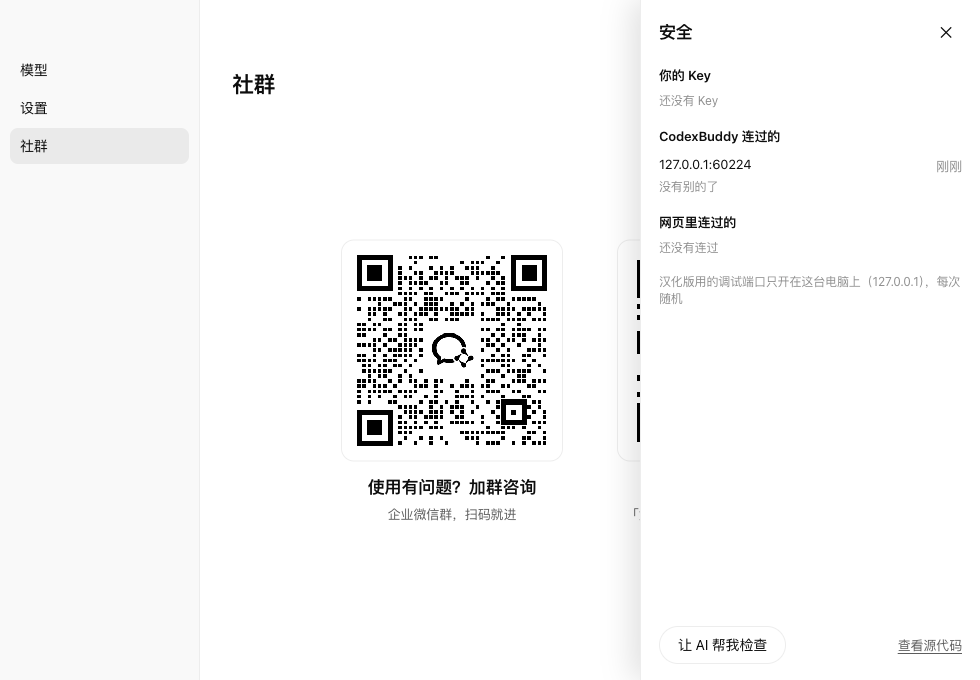 模型
设置
社群
社群
使用有问题？加群咨询
企业微信群，扫码就进
「
安全
你的 Key
还没有 Key
CodexBuddy 连过的
127.0.0.1:60224
刚刚
没有别的了
网页里连过的
还没有连过
汉化版用的调试端口只开在这台电脑上（127.0.0.1），每次
随机
让 AI 帮我检查
查看源代码